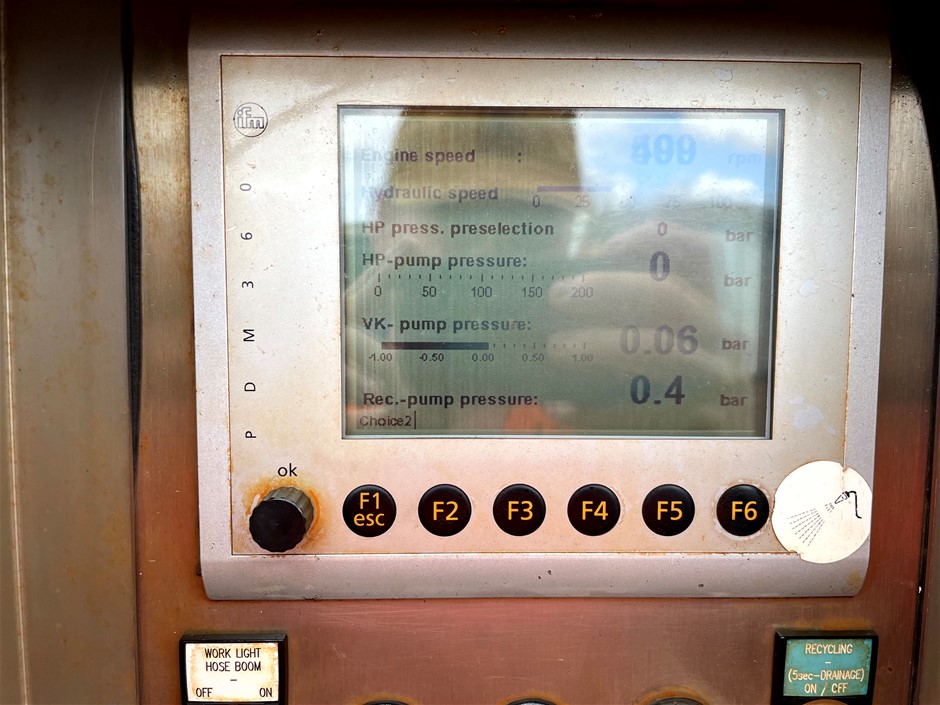 ifm
PDM360
Engine speed : rpm
Hydraulic speed
0 25
HP press. preselection 0 bar
HP-pump pressure: 0 bar
0 50 100 150 200
VK- pump pressure: 0.06 bar
-1.00 -0.50 0.00 0.50 1.00
Rec.-pump pressure: 0.4 bar
Choice2
ok
F1 esc F2 F3 F4 F5 F6
WORK LIGHT
HOSE BOOM
-
OFF ON
RECYCLING
-
(5sec-DRAINAGE)
ON / OFF